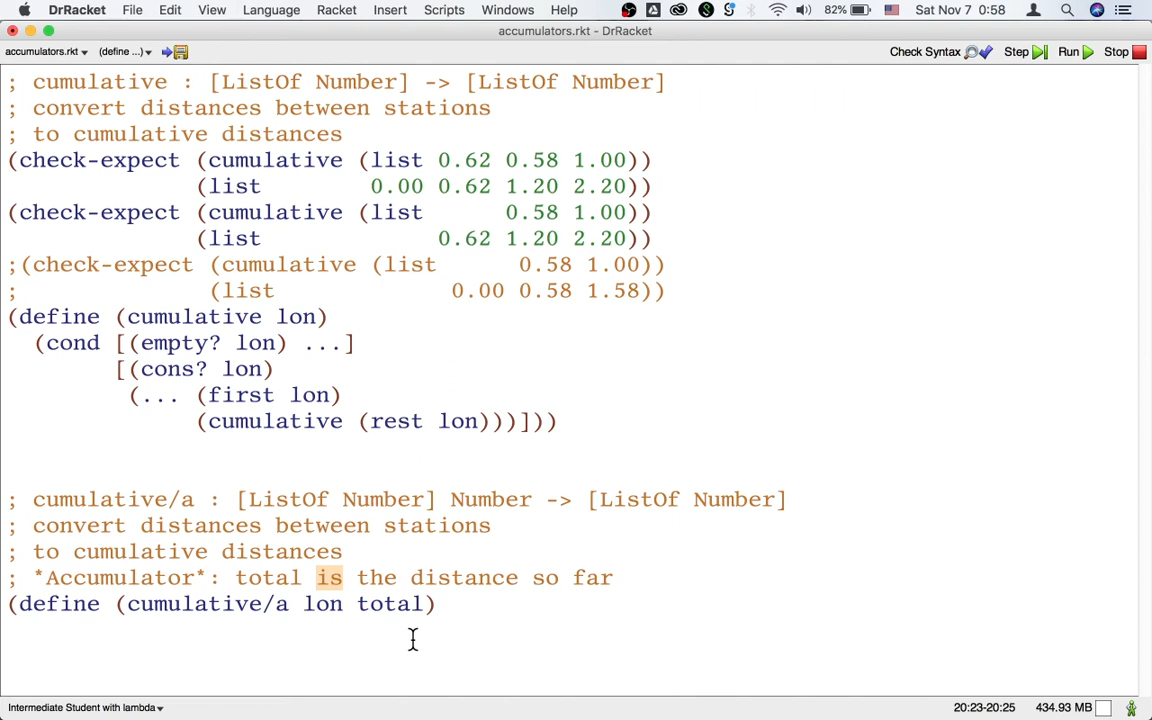 DrRacket File Edit View Language Racket Insert Scripts Windows Help 82% Sat Nov 7 0:58
accumulators.rkt - DrRacket
accumulators.rkt (define ...) Check Syntax Step Run Stop
; cumulative : [ListOf Number] -> [ListOf Number]
; convert distances between stations
; to cumulative distances
(check-expect (cumulative (list 0.62 0.58 1.00))
              (list        0.00 0.62 1.20 2.20))
(check-expect (cumulative (list      0.58 1.00))
              (list             0.62 1.20 2.20))
;(check-expect (cumulative (list      0.58 1.00))
;              (list             0.00 0.58 1.58))
(define (cumulative lon)
  (cond [(empty? lon) ...]
        [(cons? lon)
         (... (first lon)
              (cumulative (rest lon)))]))
; cumulative/a : [ListOf Number] Number -> [ListOf Number]
; convert distances between stations
; to cumulative distances
; *Accumulator*: total is the distance so far
(define (cumulative/a lon total)
Intermediate Student with lambda 20:23-20:25 434.93 MB